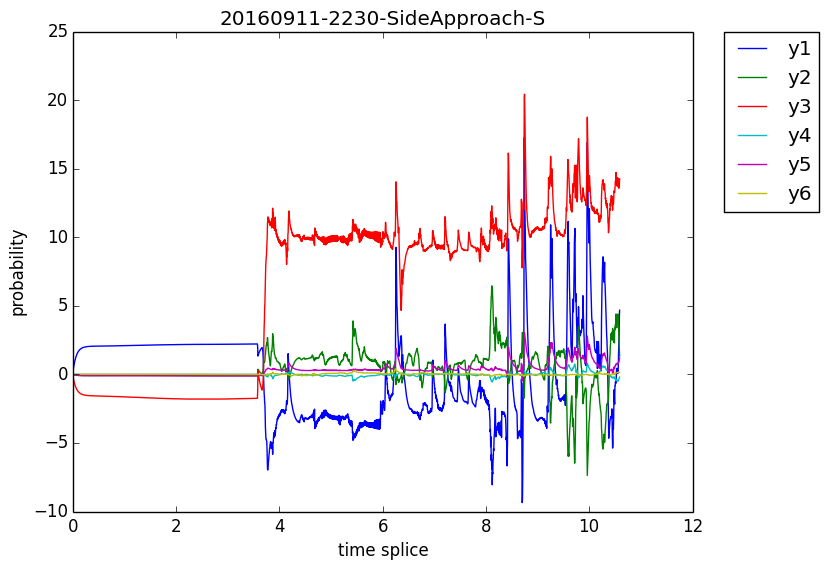 20160911-2230-SideApproach-S
25
20
15
10
5
0
−5
−10
probability
0 2 4 6 8 10 12
time splice
y1
y2
y3
y4
y5
y6